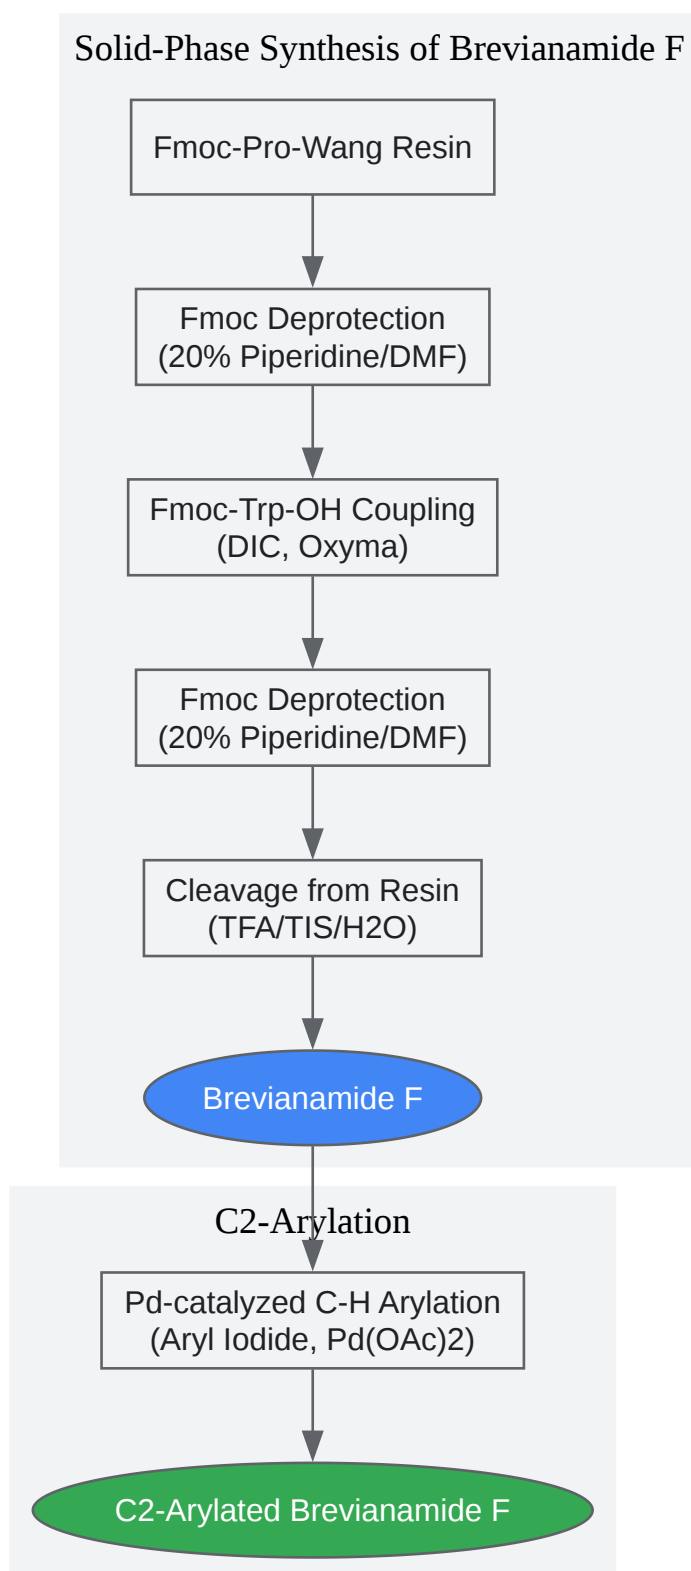 Solid-Phase Synthesis of Brevianamide F
Fmoc-Pro-Wang Resin
Fmoc Deprotection
(20% Piperidine/DMF)
Fmoc-Trp-OH Coupling
(DIC, Oxyma)
Fmoc Deprotection
(20% Piperidine/DMF)
Cleavage from Resin
(TFA/TIS/H2O)
Brevianamide F
C2-Arylation
Pd-catalyzed C-H Arylation
(Aryl Iodide, Pd(OAc)2)
C2-Arylated Brevianamide F